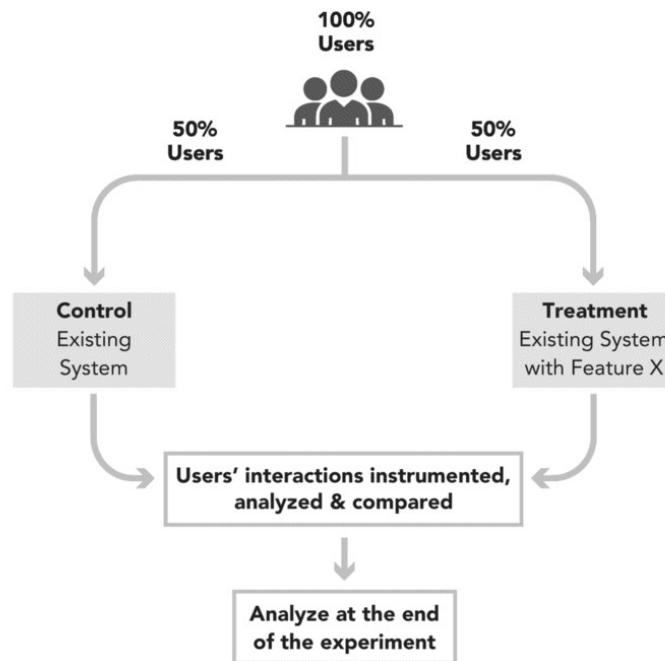 100%
Users
50%
Users
50%
Users
Control
Existing
System
Treatment
Existing System
with Feature X
Users’ interactions instrumented,
analyzed & compared
Analyze at the end
of the experiment